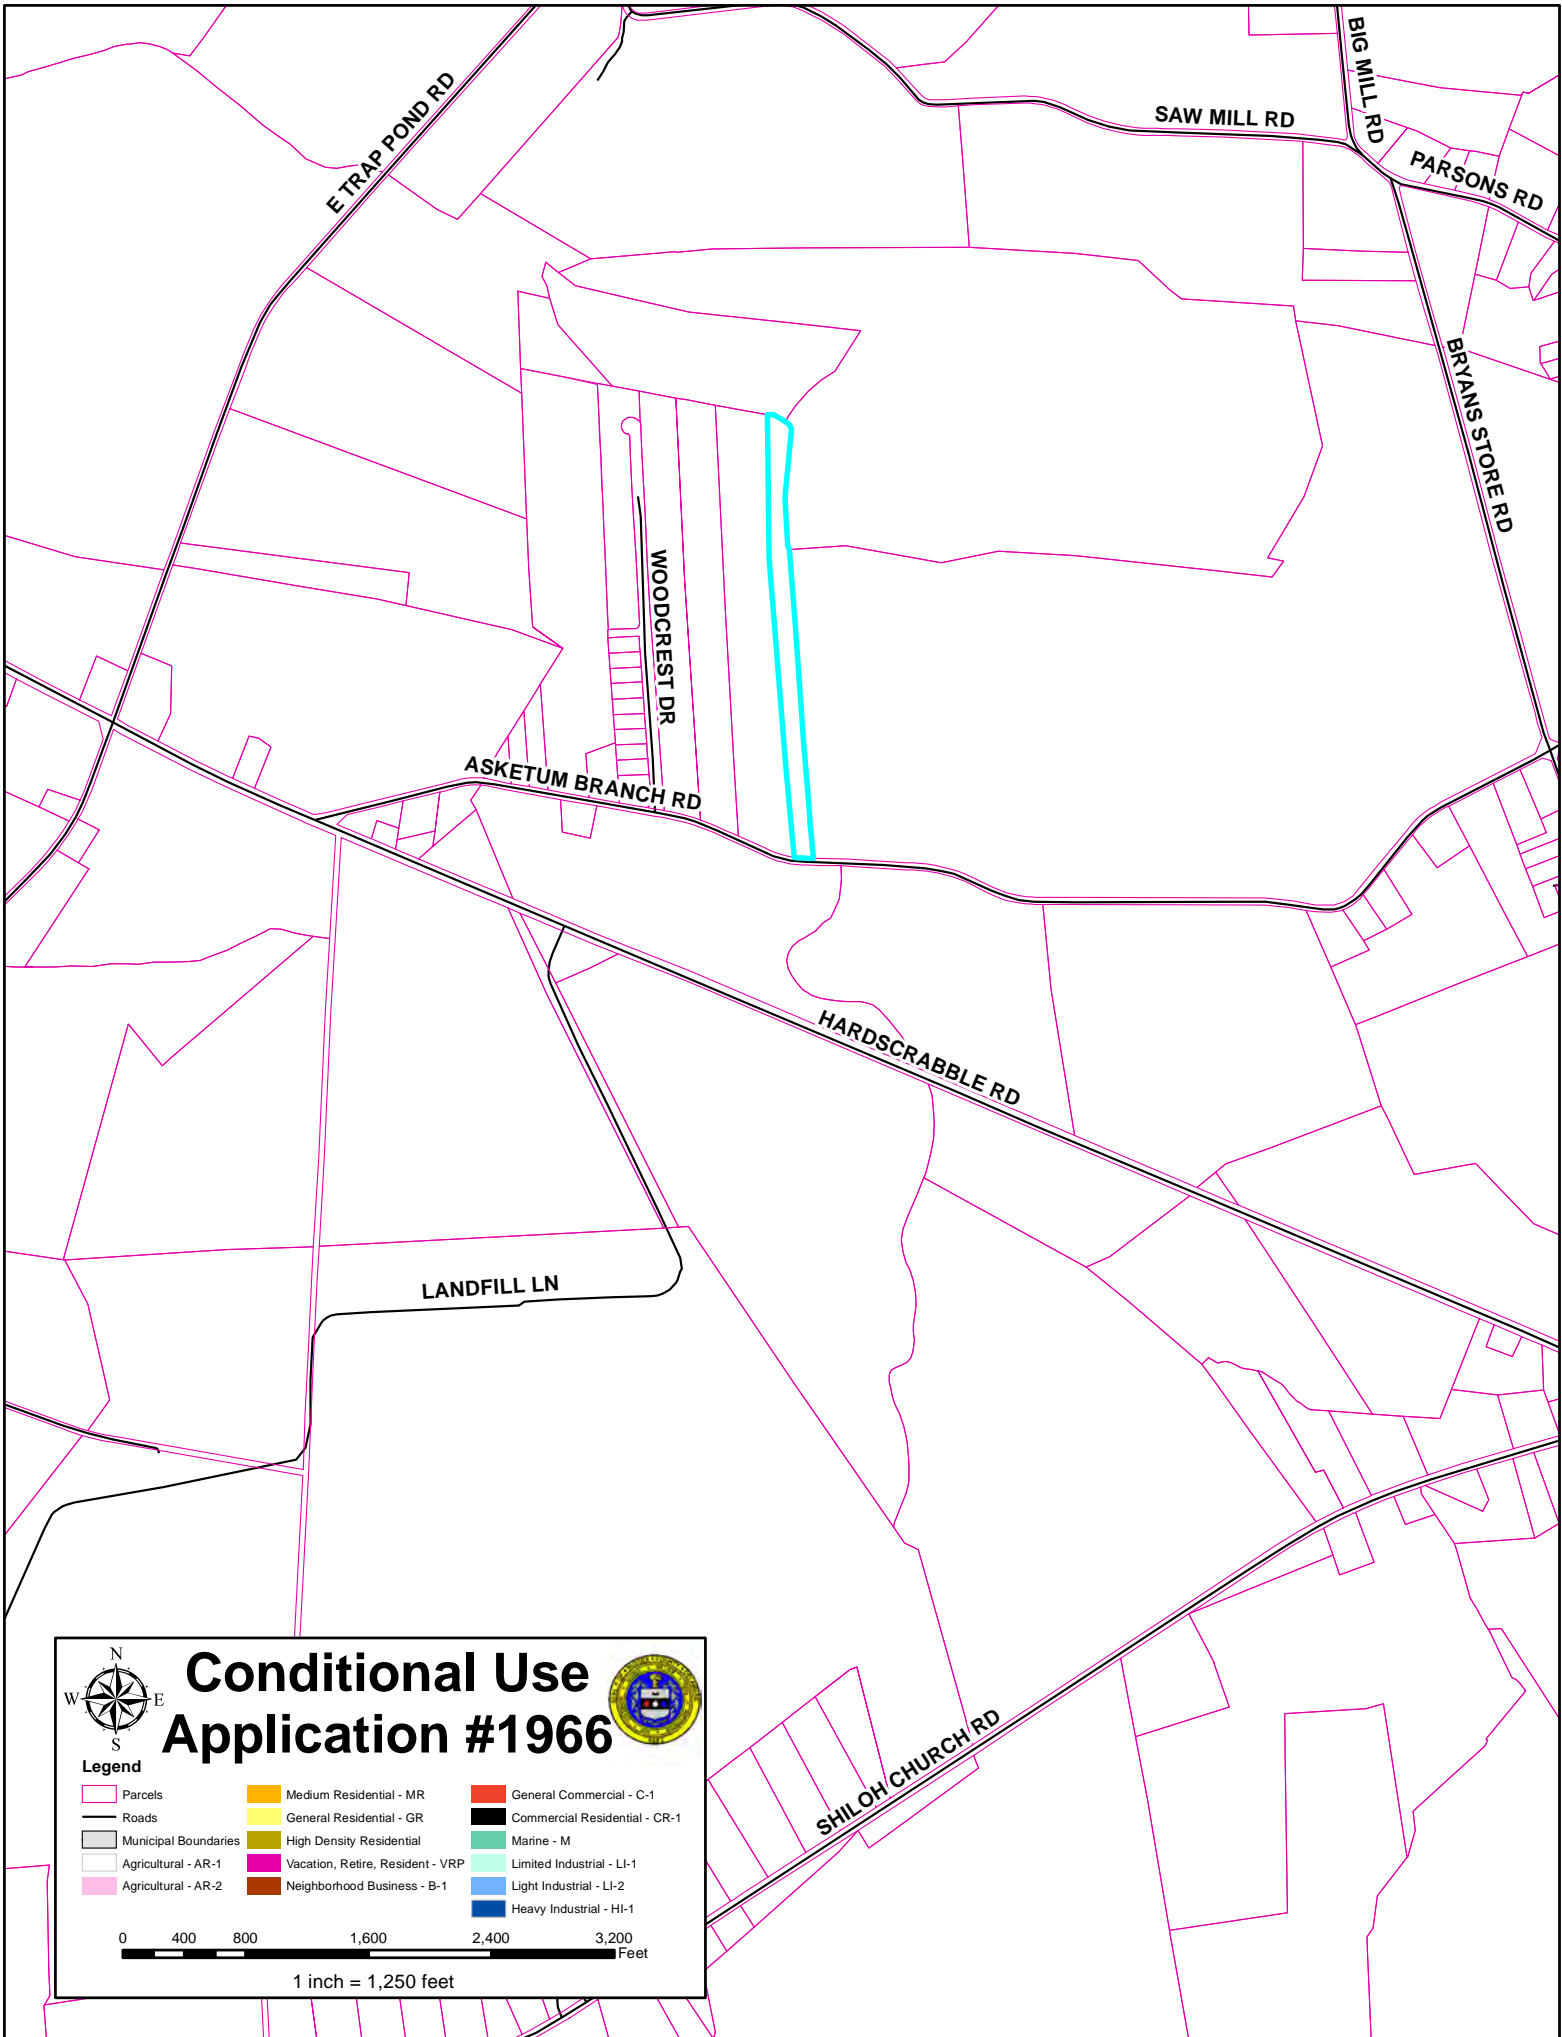 BIG MILL RD
SAW MILL RD
E TRAP POND RD
PARSONS RD
BRYANS STORE RD
WOODCREST DR
ASKETUM BRANCH RD
HARDSCRABBLE RD
LANDFILL LN
SHILOH CHURCH RD
N
W E
S
Conditional Use
Application #1966
Legend
Parcels
Roads
Municipal Boundaries
Agricultural - AR-1
Agricultural - AR-2
Medium Residential - MR
General Residential - GR
High Density Residential
Vacation, Retire, Resident - VRP
Neighborhood Business - B-1
General Commercial - C-1
Commercial Residential - CR-1
Marine - M
Limited Industrial - LI-1
Light Industrial - LI-2
Heavy Industrial - HI-1
0 400 800 1,600 2,400 3,200
Feet
1 inch = 1,250 feet